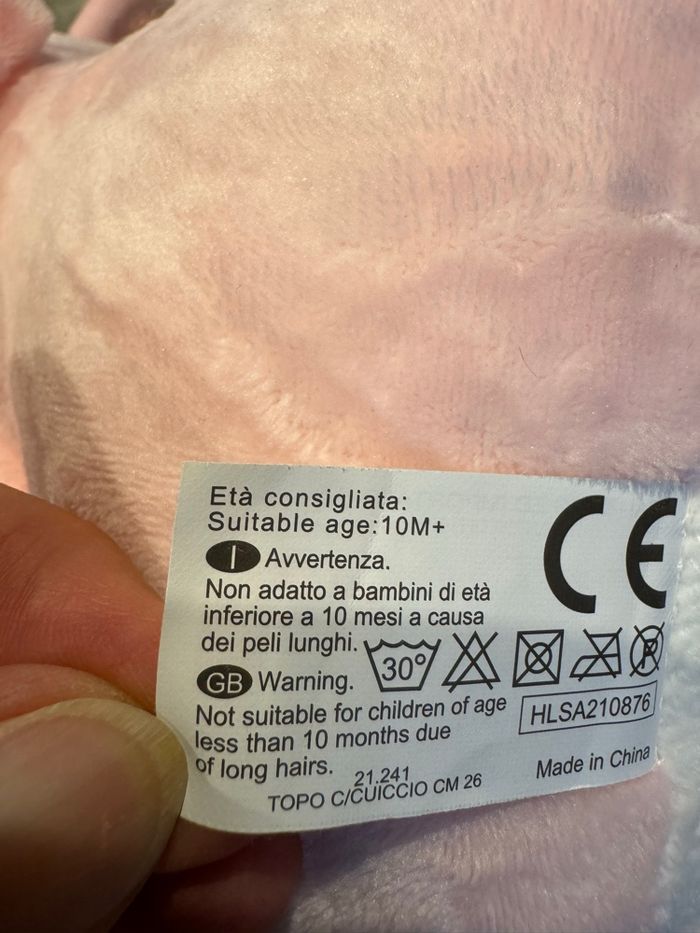 Età consigliata:
Suitable age:10M+
I Avvertenza.
Non adatto a bambini di età
inferiore a 10 mesi a causa
dei peli lunghi.
GB Warning.
Not suitable for children of age
less than 10 months due
of long hairs.
CE
30°
P
HLSA210876
Made in China
21.241
TOPO C/CUICCIO CM 26